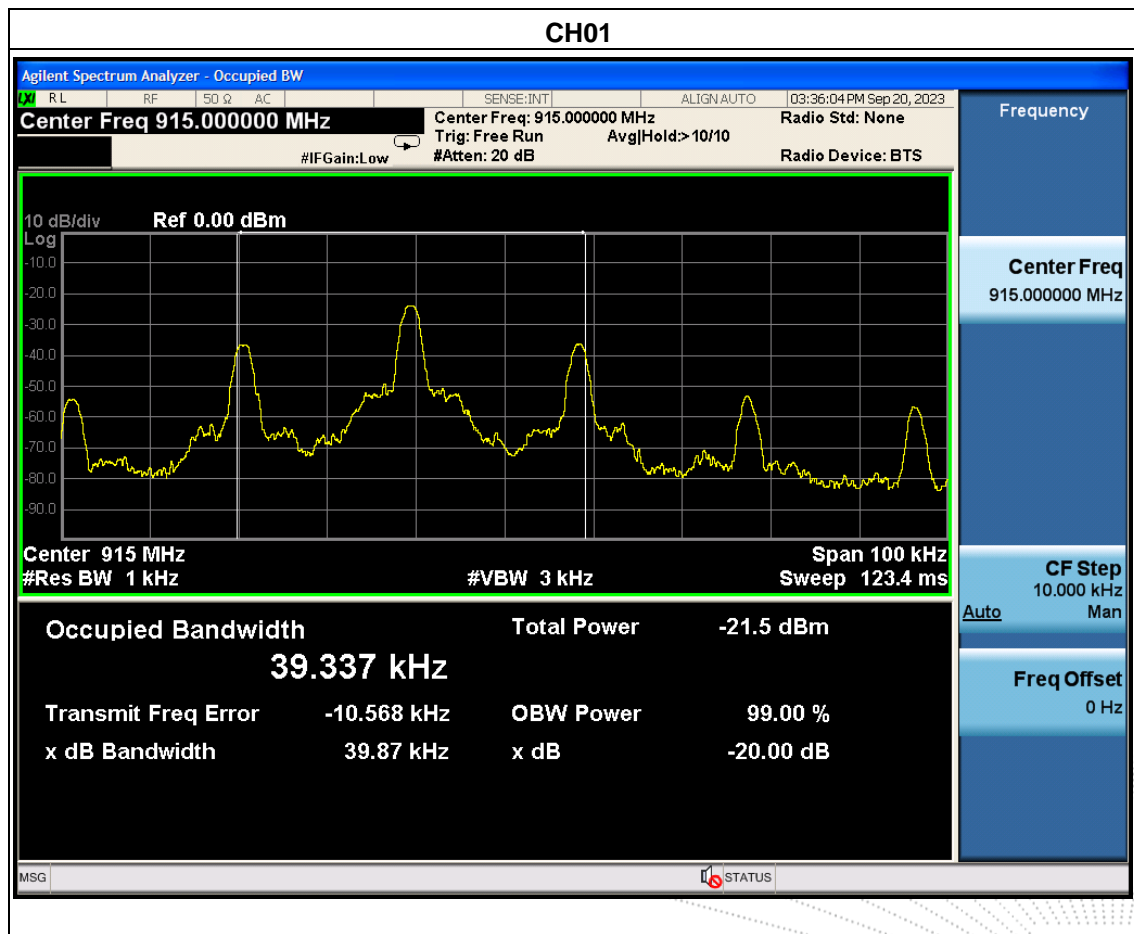 CH01
Agilent Spectrum Analyzer - Occupied BW
LXI RL RF 50 Ω AC SENSE:INT ALIGN AUTO 03:36:04 PM Sep 20, 2023
Center Freq 915.000000 MHz Center Freq: 915.000000 MHz Radio Std: None
Trig: Free Run Avg|Hold:>10/10
#IFGain:Low #Atten: 20 dB Radio Device: BTS
10 dB/div Ref 0.00 dBm
Log
-10.0
-20.0
-30.0
-40.0
-50.0
-60.0
-70.0
-80.0
-90.0
Center 915 MHz Span 100 kHz
#Res BW 1 kHz #VBW 3 kHz Sweep 123.4 ms
Occupied Bandwidth Total Power -21.5 dBm
39.337 kHz
Transmit Freq Error -10.568 kHz OBW Power 99.00 %
x dB Bandwidth 39.87 kHz x dB -20.00 dB
MSG STATUS
Frequency
Center Freq
915.000000 MHz
CF Step
10.000 kHz
Auto Man
Freq Offset
0 Hz